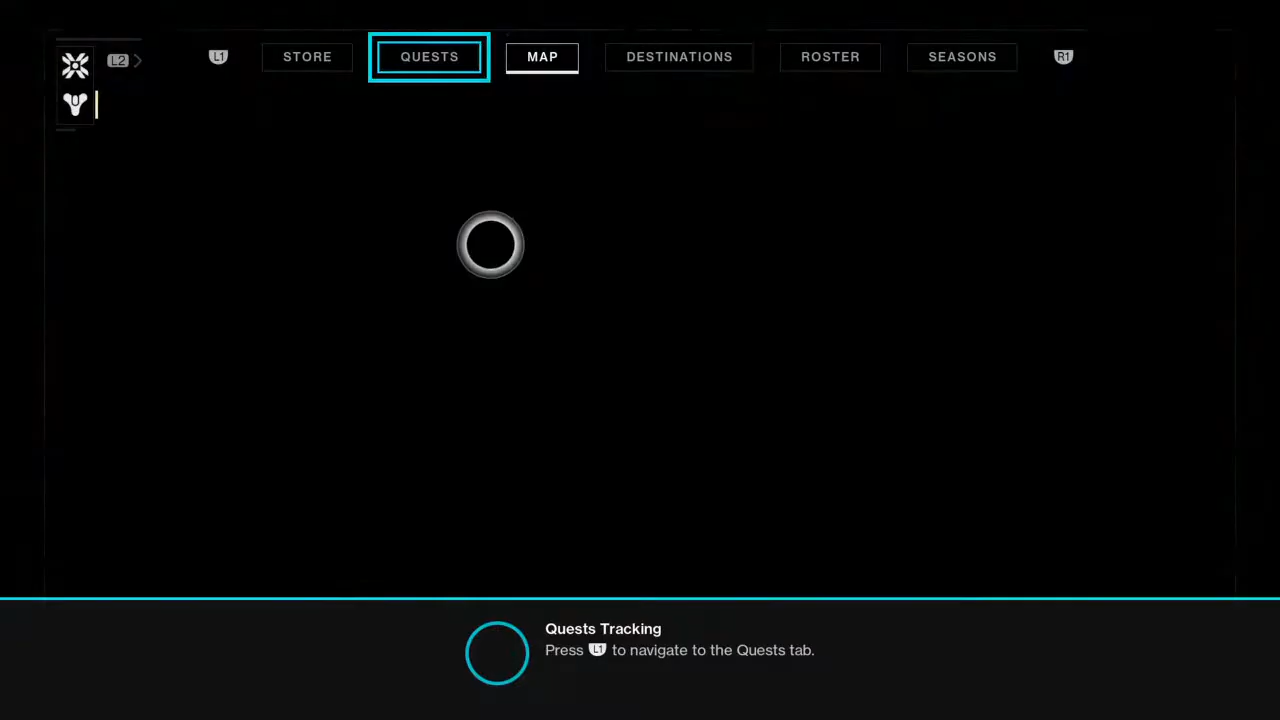 L2
L1 STORE QUESTS MAP DESTINATIONS ROSTER SEASONS R1
Quests Tracking
Press L1 to navigate to the Quests tab.